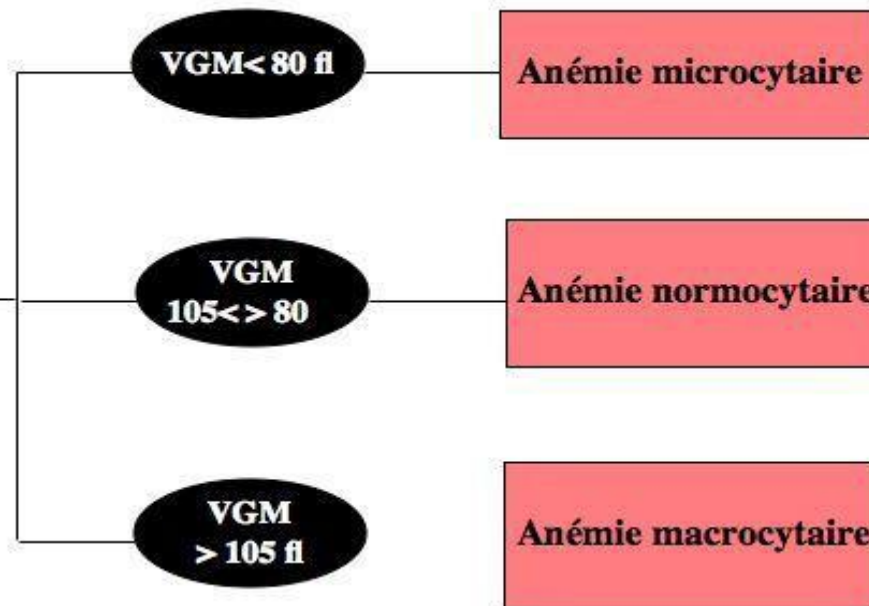 VGM< 80 fl
Anémie microcytaire
VGM
105< > 80
Anémie normocytaire
VGM
> 105 fl
Anémie macrocytaire